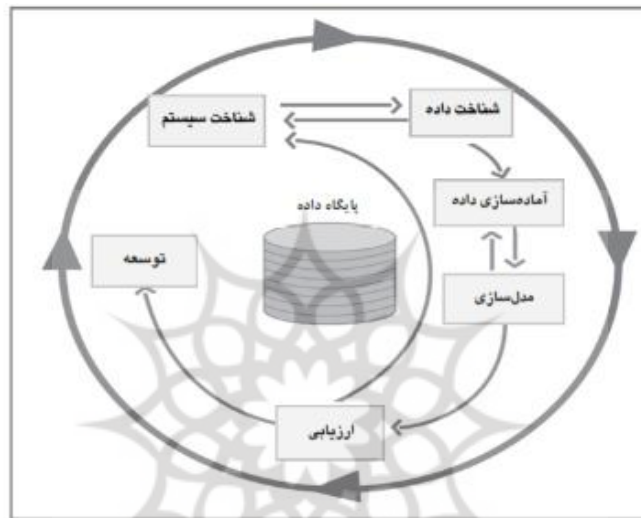 شناخت داده
شناخت سیستم
آماده‌سازی داده
پایگاه داده
توسعه
مدل‌سازی
ارزیابی